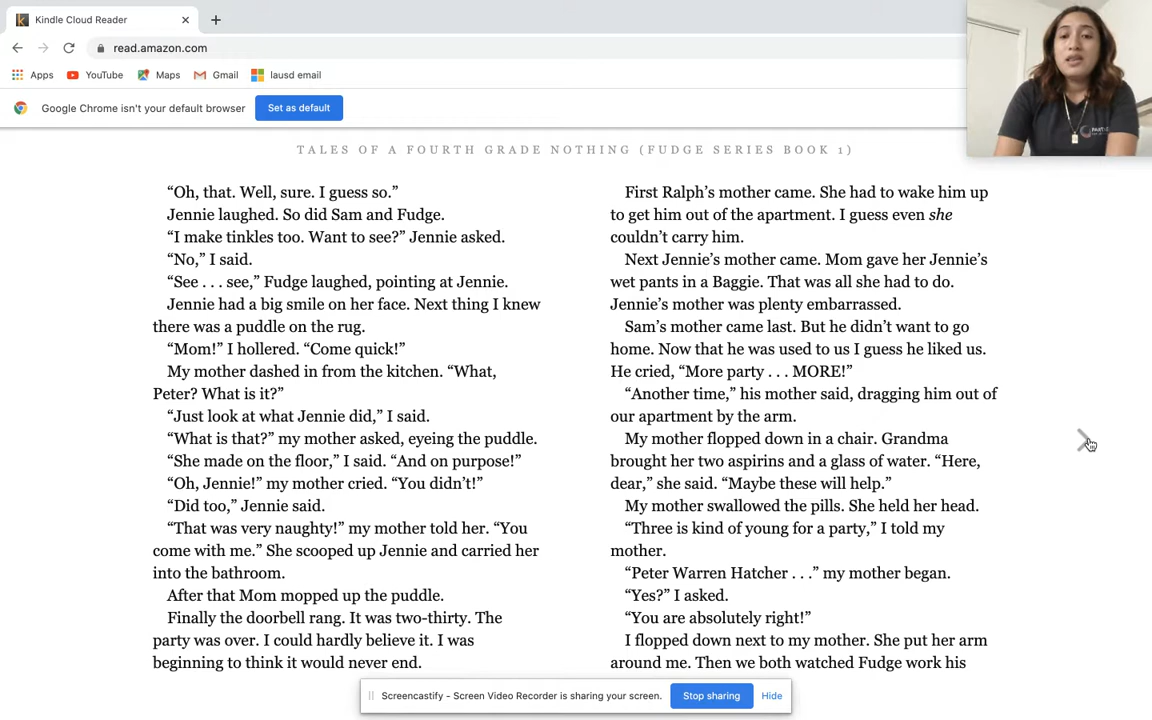 Kindle Cloud Reader
read.amazon.com
Apps YouTube Maps Gmail lausd email
Google Chrome isn't your default browser Set as default
TALES OF A FOURTH GRADE NOTHING (FUDGE SERIES BOOK 1)
“Oh, that. Well, sure. I guess so.”
Jennie laughed. So did Sam and Fudge.
“I make tinkles too. Want to see?” Jennie asked.
“No,” I said.
“See . . . see,” Fudge laughed, pointing at Jennie.
Jennie had a big smile on her face. Next thing I knew
there was a puddle on the rug.
“Mom!” I hollered. “Come quick!”
My mother dashed in from the kitchen. “What,
Peter? What is it?”
“Just look at what Jennie did,” I said.
“What is that?” my mother asked, eyeing the puddle.
“She made on the floor,” I said. “And on purpose!”
“Oh, Jennie!” my mother cried. “You didn’t!”
“Did too,” Jennie said.
“That was very naughty!” my mother told her. “You
come with me.” She scooped up Jennie and carried her
into the bathroom.
After that Mom mopped up the puddle.
Finally the doorbell rang. It was two-thirty. The
party was over. I could hardly believe it. I was
beginning to think it would never end.
First Ralph’s mother came. She had to wake him up
to get him out of the apartment. I guess even she
couldn’t carry him.
Next Jennie’s mother came. Mom gave her Jennie’s
wet pants in a Baggie. That was all she had to do.
Jennie’s mother was plenty embarrassed.
Sam’s mother came last. But he didn’t want to go
home. Now that he was used to us I guess he liked us.
He cried, “More party . . . MORE!”
“Another time,” his mother said, dragging him out of
our apartment by the arm.
My mother flopped down in a chair. Grandma
brought her two aspirins and a glass of water. “Here,
dear,” she said. “Maybe these will help.”
My mother swallowed the pills. She held her head.
“Three is kind of young for a party,” I told my
mother.
“Peter Warren Hatcher . . .” my mother began.
“Yes?” I asked.
“You are absolutely right!”
I flopped down next to my mother. She put her arm
around me. Then we both watched Fudge work his
Screencastify - Screen Video Recorder is sharing your screen. Stop sharing Hide